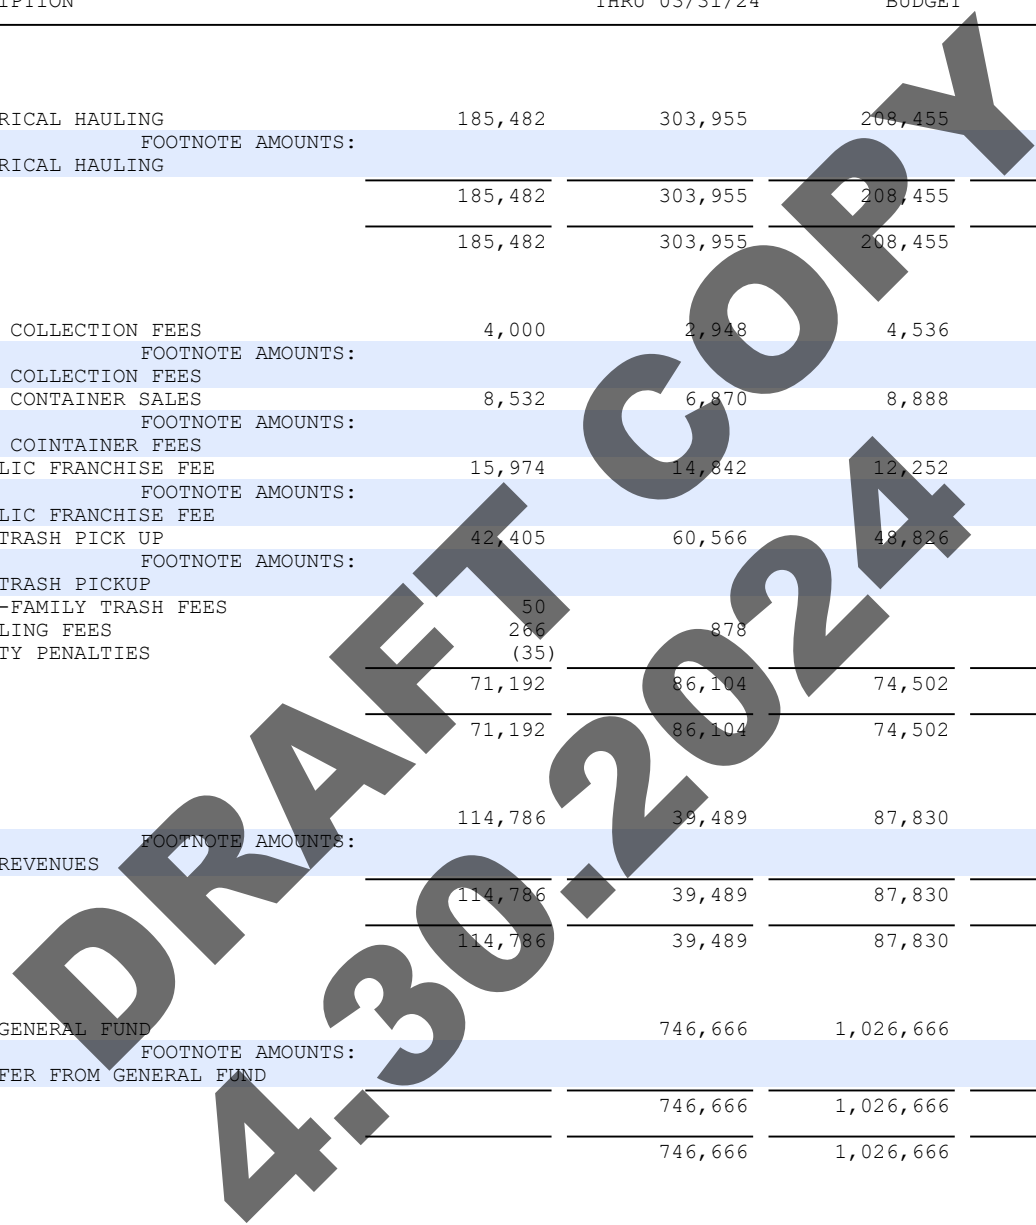 IPTION THRU 03/31/24 BUDGET
RICAL HAULING 185,482 303,955 208,455
FOOTNOTE AMOUNTS:
RICAL HAULING
185,482 303,955 208,455
185,482 303,955 208,455
COLLECTION FEES 4,000 2,948 4,536
FOOTNOTE AMOUNTS:
COLLECTION FEES
CONTAINER SALES 8,532 6,870 8,888
FOOTNOTE AMOUNTS:
COINTAINER FEES
LIC FRANCHISE FEE 15,974 14,842 12,252
FOOTNOTE AMOUNTS:
LIC FRANCHISE FEE
TRASH PICK UP 42,405 60,566 48,826
FOOTNOTE AMOUNTS:
TRASH PICKUP
-FAMILY TRASH FEES 50
LING FEES 266 878
TY PENALTIES (35)
71,192 86,104 74,502
71,192 86,104 74,502
114,786 39,489 87,830
FOOTNOTE AMOUNTS:
REVENUES
114,786 39,489 87,830
114,786 39,489 87,830
GENERAL FUND 746,666 1,026,666
FOOTNOTE AMOUNTS:
FER FROM GENERAL FUND
746,666 1,026,666
746,666 1,026,666
DRAFT COPY
4.30.2024